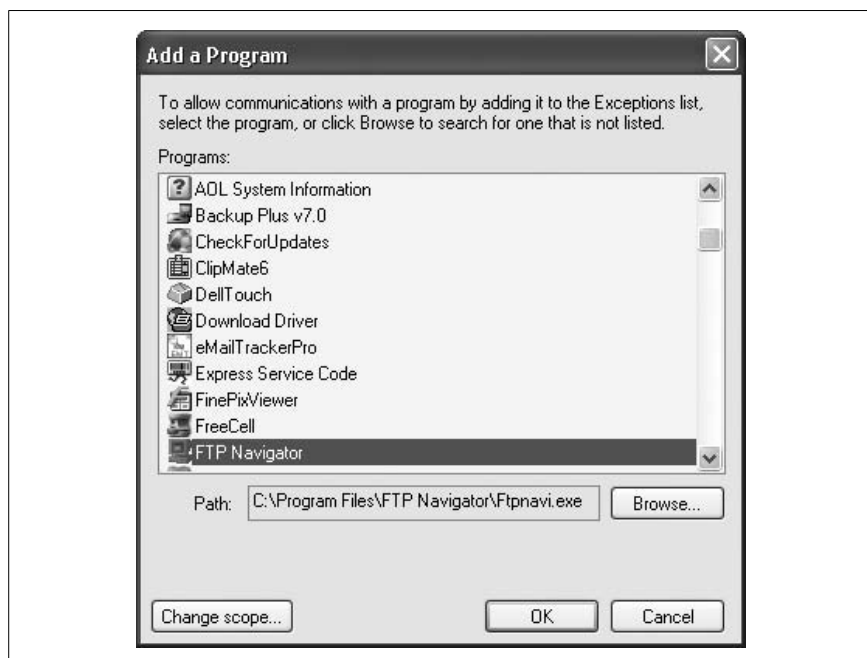 Add a Program
To allow communications with a program by adding it to the Exceptions list,
select the program, or click Browse to search for one that is not listed.
Programs:
AOL System Information
Backup Plus v7.0
CheckForUpdates
ClipMate6
DellTouch
Download Driver
eMailTrackerPro
Express Service Code
FinePixViewer
FreeCell
FTP Navigator
Path: C:\Program Files\FTP Navigator\Ftpnavi.exe Browse...
Change scope... OK Cancel